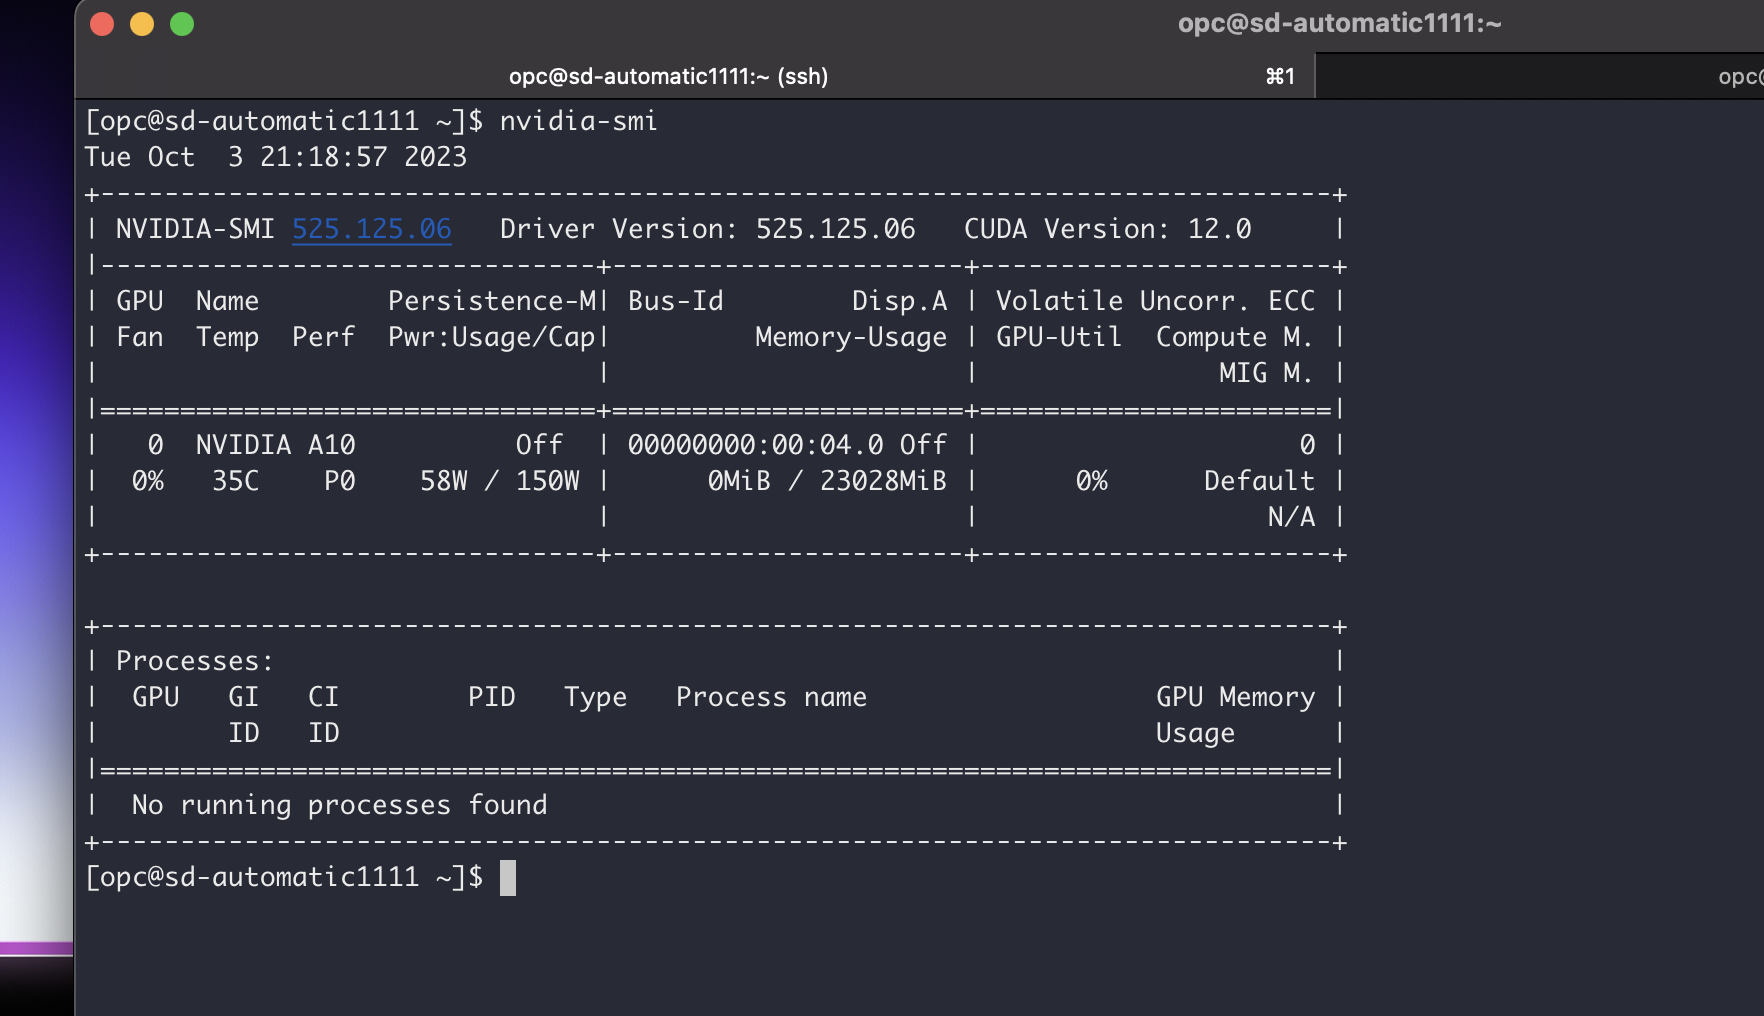 opc@sd-automatic1111:~
opc@sd-automatic1111:~ (ssh) ⌘1 opc@
[opc@sd-automatic1111 ~]$ nvidia-smi
Tue Oct  3 21:18:57 2023
+-----------------------------------------------------------------------------+
| NVIDIA-SMI 525.125.06   Driver Version: 525.125.06   CUDA Version: 12.0     |
|-------------------------------+----------------------+----------------------+
| GPU  Name        Persistence-M| Bus-Id        Disp.A | Volatile Uncorr. ECC |
| Fan  Temp  Perf  Pwr:Usage/Cap|         Memory-Usage | GPU-Util  Compute M. |
|                               |                      |               MIG M. |
|===============================+======================+======================|
|   0  NVIDIA A10          Off  | 00000000:00:04.0 Off |                    0 |
|  0%   35C    P0    58W / 150W |      0MiB / 23028MiB |      0%      Default |
|                               |                      |                  N/A |
+-------------------------------+----------------------+----------------------+

+-----------------------------------------------------------------------------+
| Processes:                                                                  |
|  GPU   GI   CI        PID   Type   Process name                  GPU Memory |
|        ID   ID                                                   Usage      |
|=============================================================================|
|  No running processes found                                                 |
+-----------------------------------------------------------------------------+
[opc@sd-automatic1111 ~]$